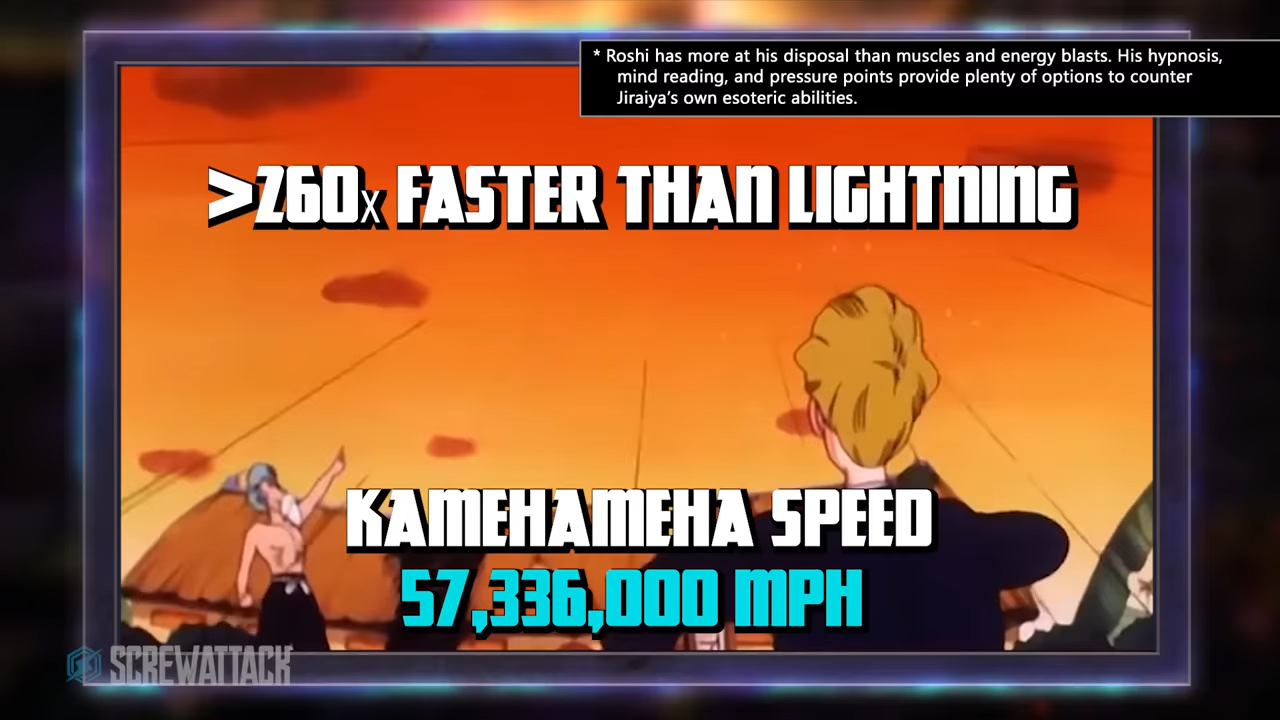 * Roshi has more at his disposal than muscles and energy blasts. His hypnosis,
mind reading, and pressure points provide plenty of options to counter
Jiraiya's own esoteric abilities.
>260x FASTER THAN LIGHTNING
KAMEHAMEHA SPEED
57,336,000 MPH
SCREWATTACK